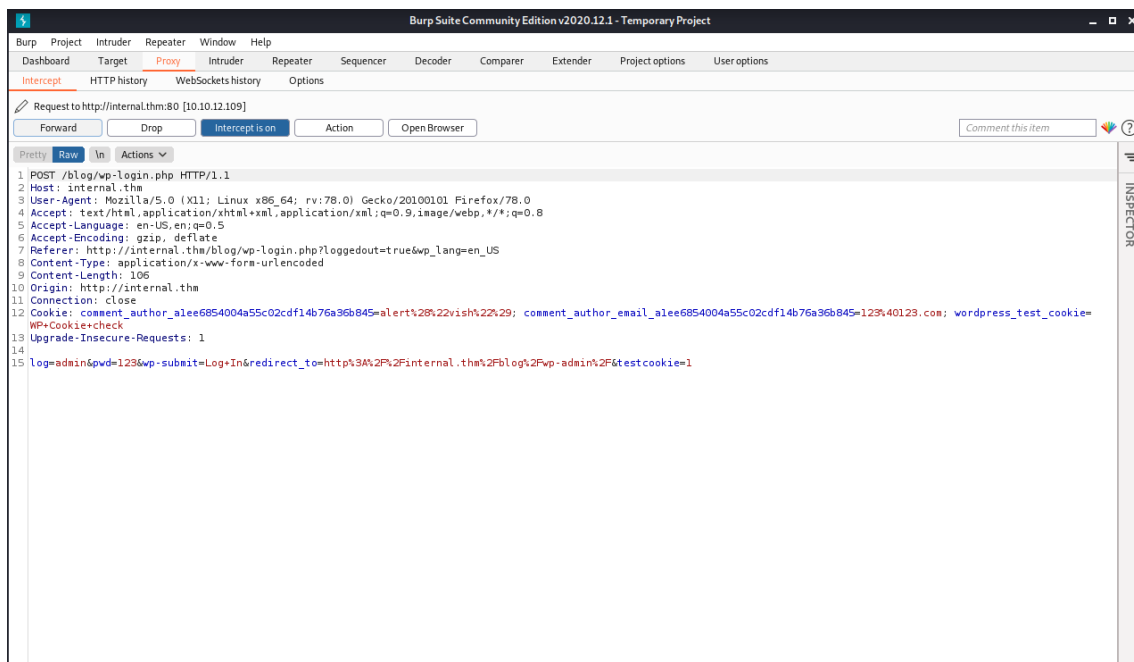 Burp Suite Community Edition v2020.12.1 - Temporary Project
Burp Project Intruder Repeater Window Help
Dashboard Target Proxy Intruder Repeater Sequencer Decoder Comparer Extender Project options User options
Intercept HTTP history WebSockets history Options
Request to http://internal.thm:80 [10.10.12.109]
Forward Drop Intercept is on Action Open Browser Comment this item
Pretty Raw \n Actions
INSPECTOR
1 POST /blog/wp-login.php HTTP/1.1
2 Host: internal.thm
3 User-Agent: Mozilla/5.0 (X11; Linux x86_64; rv:78.0) Gecko/20100101 Firefox/78.0
4 Accept: text/html,application/xhtml+xml,application/xml;q=0.9,image/webp,*/*;q=0.8
5 Accept-Language: en-US,en;q=0.5
6 Accept-Encoding: gzip, deflate
7 Referer: http://internal.thm/blog/wp-login.php?loggedout=true&wp_lang=en_US
8 Content-Type: application/x-www-form-urlencoded
9 Content-Length: 106
10 Origin: http://internal.thm
11 Connection: close
12 Cookie: comment_author_a1ee6854004a55c02cdf14b76a36b845=alert%28%22vish%22%29; comment_author_email_a1ee6854004a55c02cdf14b76a36b845=123%40123.com; wordpress_test_cookie=
WP+Cookie+check
13 Upgrade-Insecure-Requests: 1
14
15 log=admin&pwd=123&wp-submit=Log+In&redirect_to=http%3A%2F%2Finternal.thm%2Fblog%2Fwp-admin%2F&testcookie=1